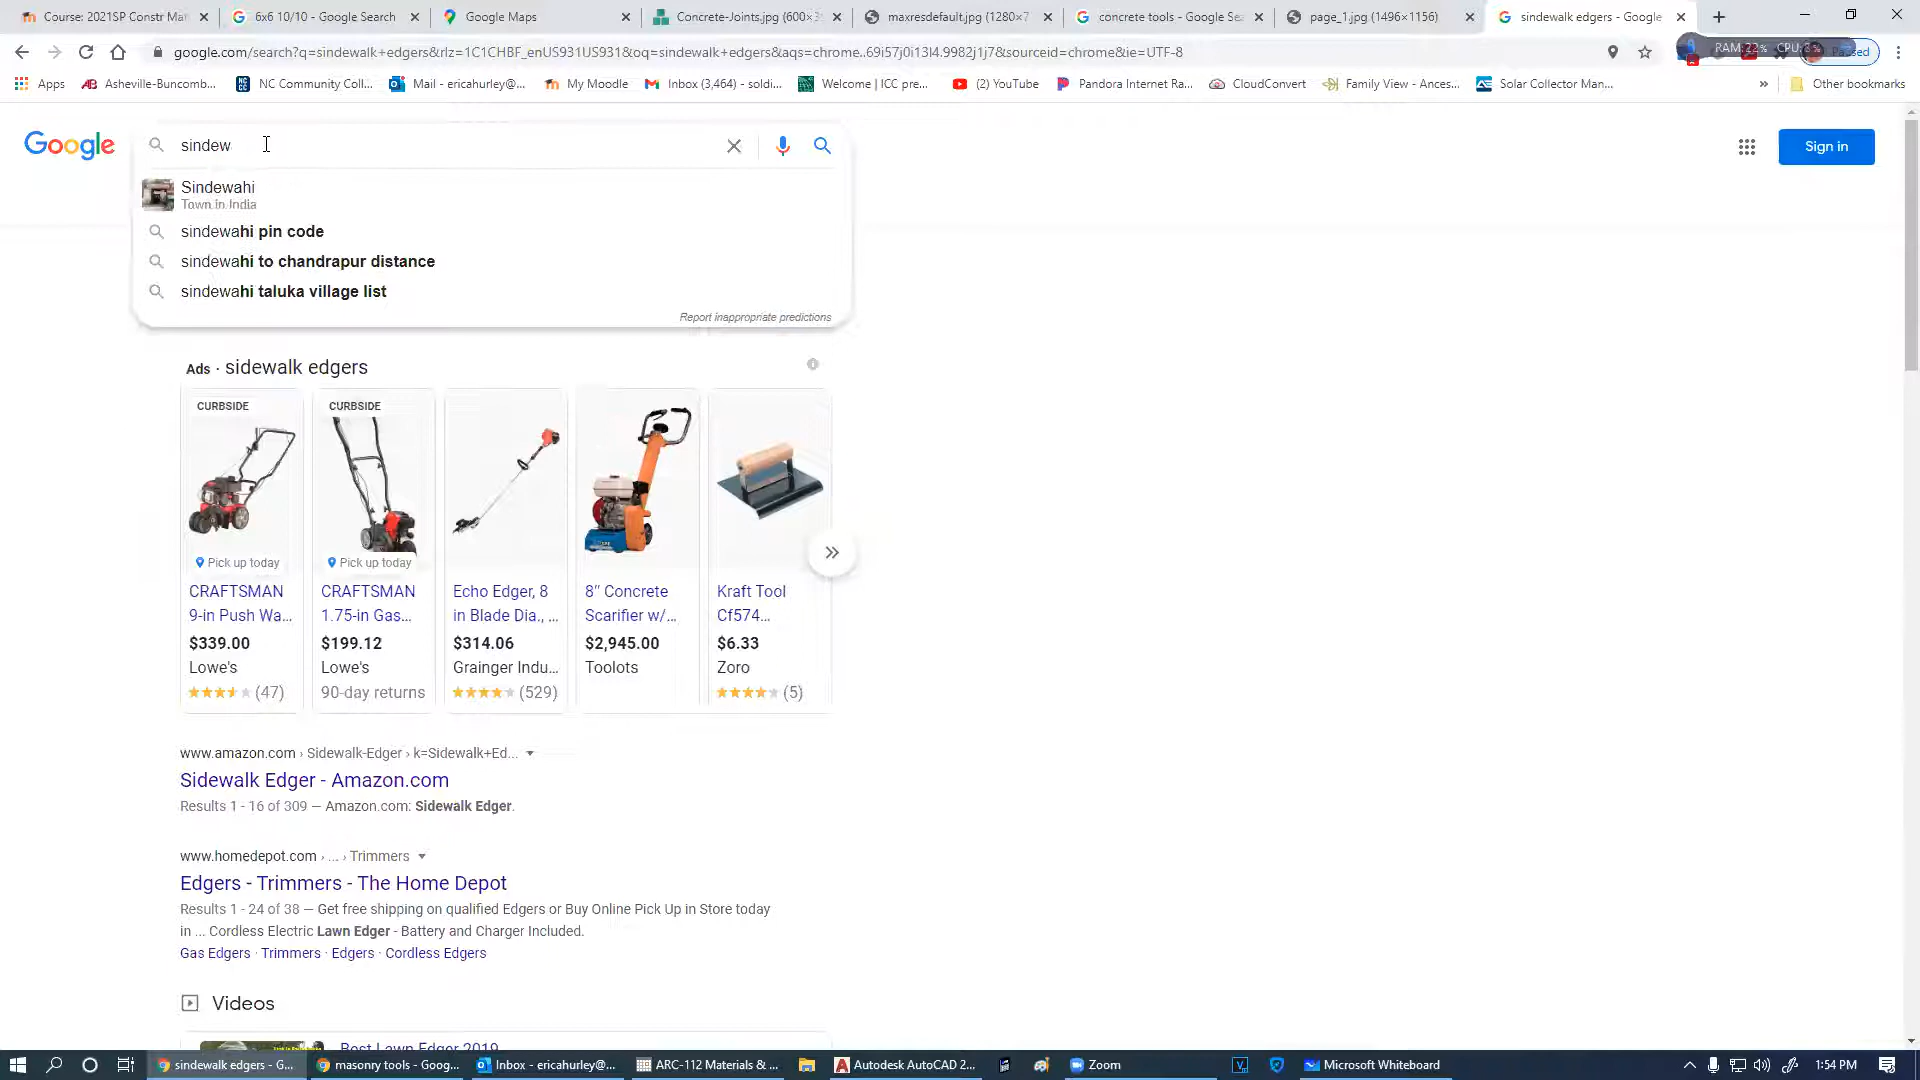 Course: 2021SP Constr Mar
6x6 10/10 - Google Search
Google Maps
Concrete-Joints.jpg (600×3
maxresdefault.jpg (1280×7
concrete tools - Google Sea
page_1.jpg (1496×1156)
sindewalk edgers - Google
google.com/search?q=sindewalk+edgers&rlz=1C1CHBF_enUS931US931&oq=sindewalk+edgers&aqs=chrome..69i57j0i13l4.9982j1j7&sourceid=chrome&ie=UTF-8
RAM:22% CPU:8%
Paused
Apps
AB Asheville-Buncomb...
NC Community Coll...
Mail - ericahurley@...
My Moodle
Inbox (3,464) - soldi...
Welcome | ICC pre...
(2) YouTube
Pandora Internet Ra...
CloudConvert
Family View - Ances...
Solar Collector Man...
»
Other bookmarks
Google
sindew
Sign in
Sindewahi
Town in India
sindewahi pin code
sindewahi to chandrapur distance
sindewahi taluka village list
Report inappropriate predictions
Ads · sidewalk edgers
CURBSIDE
CURBSIDE
Pick up today
Pick up today
CRAFTSMAN
9-in Push Wa...
$339.00
Lowe's
(47)
CRAFTSMAN
1.75-in Gas...
$199.12
Lowe's
90-day returns
Echo Edger, 8
in Blade Dia., ...
$314.06
Grainger Indu...
(529)
8″ Concrete
Scarifier w/...
$2,945.00
Toolots
Kraft Tool
Cf574...
$6.33
Zoro
(5)
www.amazon.com › Sidewalk-Edger › k=Sidewalk+Ed...
Sidewalk Edger - Amazon.com
Results 1 - 16 of 309 — Amazon.com: Sidewalk Edger.
www.homedepot.com › ... › Trimmers
Edgers - Trimmers - The Home Depot
Results 1 - 24 of 38 — Get free shipping on qualified Edgers or Buy Online Pick Up in Store today
in ... Cordless Electric Lawn Edger - Battery and Charger Included.
Gas Edgers · Trimmers · Edgers · Cordless Edgers
Videos
Best Lawn Edger 2019
sindewalk edgers - G...
masonry tools - Goog...
Inbox - ericahurley@...
ARC-112 Materials & ...
Autodesk AutoCAD 2...
Zoom
Microsoft Whiteboard
1:54 PM